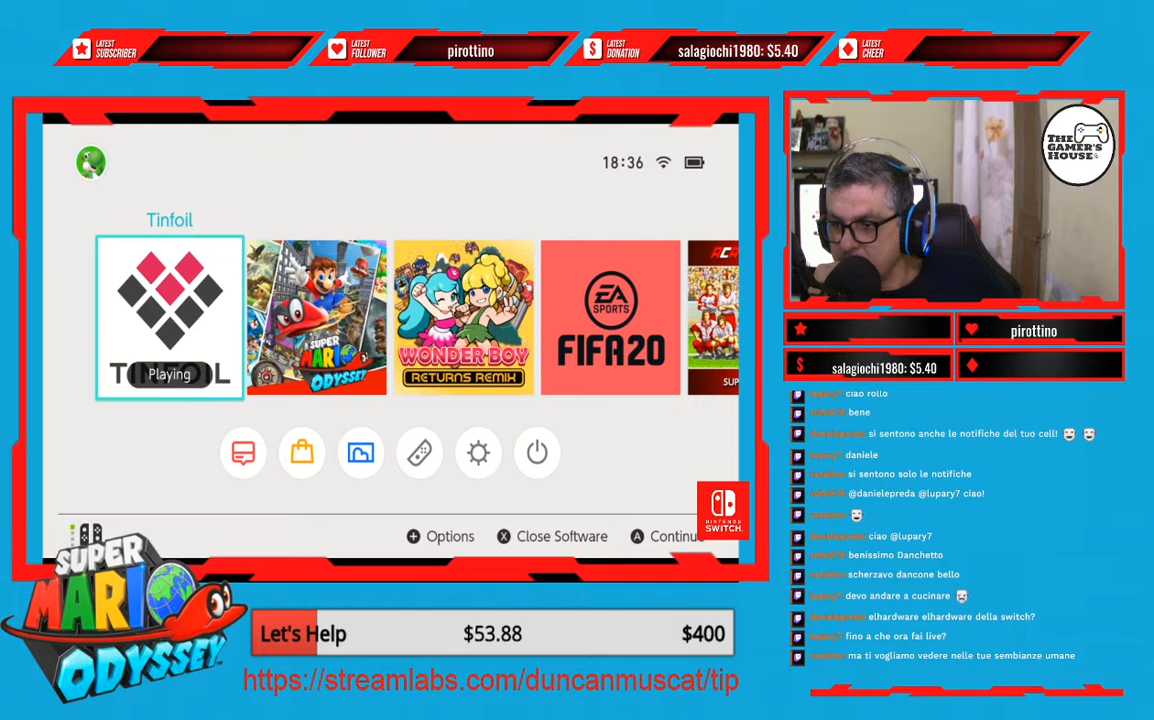 LATEST
SUBSCRIBER
LATEST
FOLLOWER
pirottino
LATEST
DONATION
salagiochi1980: $5.40
LATEST
CHEER
18:36
Tinfoil
TINFOIL
Playing
SUPER
MARIO
ODYSSEY
WONDER BOY
RETURNS REMIX
EA
SPORTS
FIFA20
Options
Close Software
Continue
NINTENDO
SWITCH
THE
GAMER'S
HOUSE
pirottino
salagiochi1980: $5.40
lupary7: ciao rollo
bene
si sentono anche le notifiche del tuo cell!
lupary7: daniele
si sentono solo le notifiche
@danielepreda @lupary7 ciao!
ciao @lupary7
benissimo Danchetto
scherzavo dancone bello
lupary7: devo andare a cucinare
elhardware elhardware della switch?
lupary7: fino a che ora fai live?
ma ti vogliamo vedere nelle tue sembianze umane
SUPER
MARIO
ODYSSEY
Let's Help
$53.88
$400
https://streamlabs.com/duncanmuscat/tip